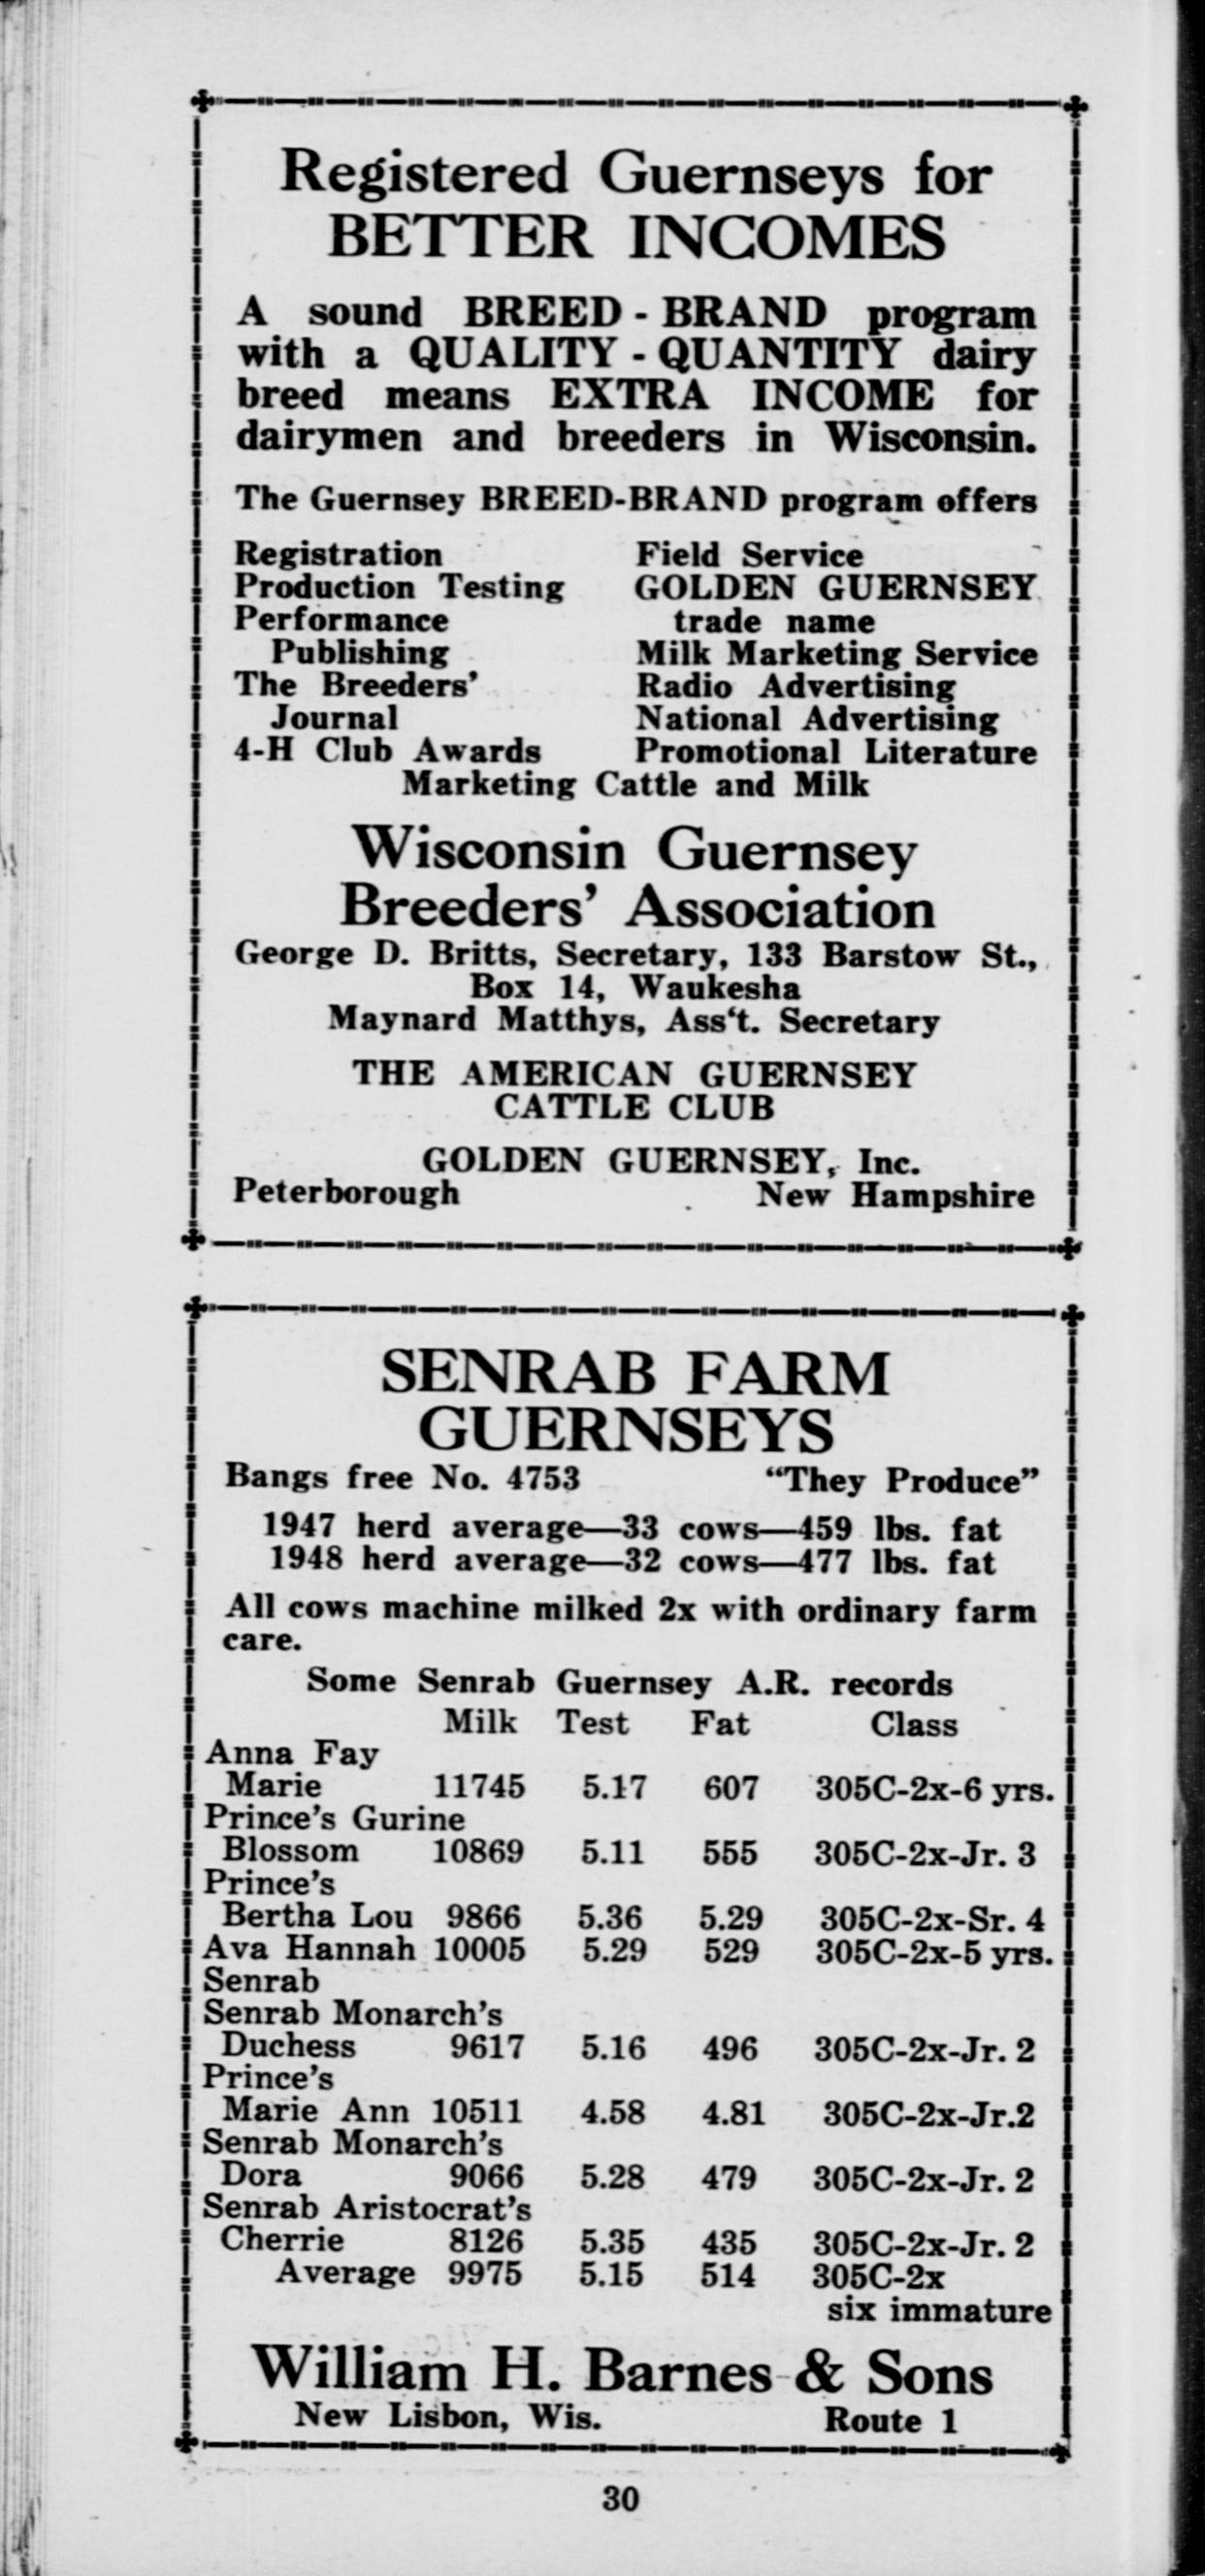 Registered Guernseys for
BETTER INCOMES
A sound BREED - BRAND program
with a QUALITY - QUANTITY dairy
breed means EXTRA INCOME for
dairymen and breeders in Wisconsin.
The Guernsey BREED-BRAND program offers
Registration
Production Testing
Performance
Publishing
The Breeders'
Journal
4-H Club Awards
Field Service
GOLDEN GUERNSEY
trade name
Milk Marketing Service
Radio Advertising
National Advertising
Promotional Literature
Marketing Cattle and Milk
Wisconsin Guernsey
Breeders' Association
George D. Britts, Secretary, 133 Barstow St.,
Box 14, Waukesha
Maynard Matthys, Ass‘t. Secretary
THE AMERICAN GUERNSEY
CATTLE CLUB
GOLDEN GUERNSEY, Inc.
Peterborough New Hampshire
SENRAB FARM
GUERNSEYS
Bangs free No. 4753 “They Produce”
1947 herd average—33 cows—459 lbs. fat
1948 herd average—32 cows—477 lbs. fat
All cows machine milked 2x with ordinary farm
care.
Some Senrab Guernsey A.R. records
Milk Test Fat Class
Anna Fay
Marie 11745 5.17 607 305C-2x-6 yrs.
Prince's Gurine
Blossom 10869 5.11 555 305C-2x-Jr. 3
Prince's
Bertha Lou 9866 5.36 5.29 305C-2x-Sr. 4
Ava Hannah 10005 5.29 529 305C-2x-5 yrs.
Senrab
Senrab Monarch's
Duchess 9617 5.16 496 305C-2x-Jr. 2
Prince's
Marie Ann 10511 4.58 4.81 305C-2x-Jr.2
Senrab Monarch's
Dora 9066 5.28 479 305C-2x-Jr. 2
Senrab Aristocrat's
Cherrie 8126 5.35 435 305C-2x-Jr. 2
Average 9975 5.15 514 305C-2x
six immature
William H. Barnes & Sons
New Lisbon, Wis. Route 1
30